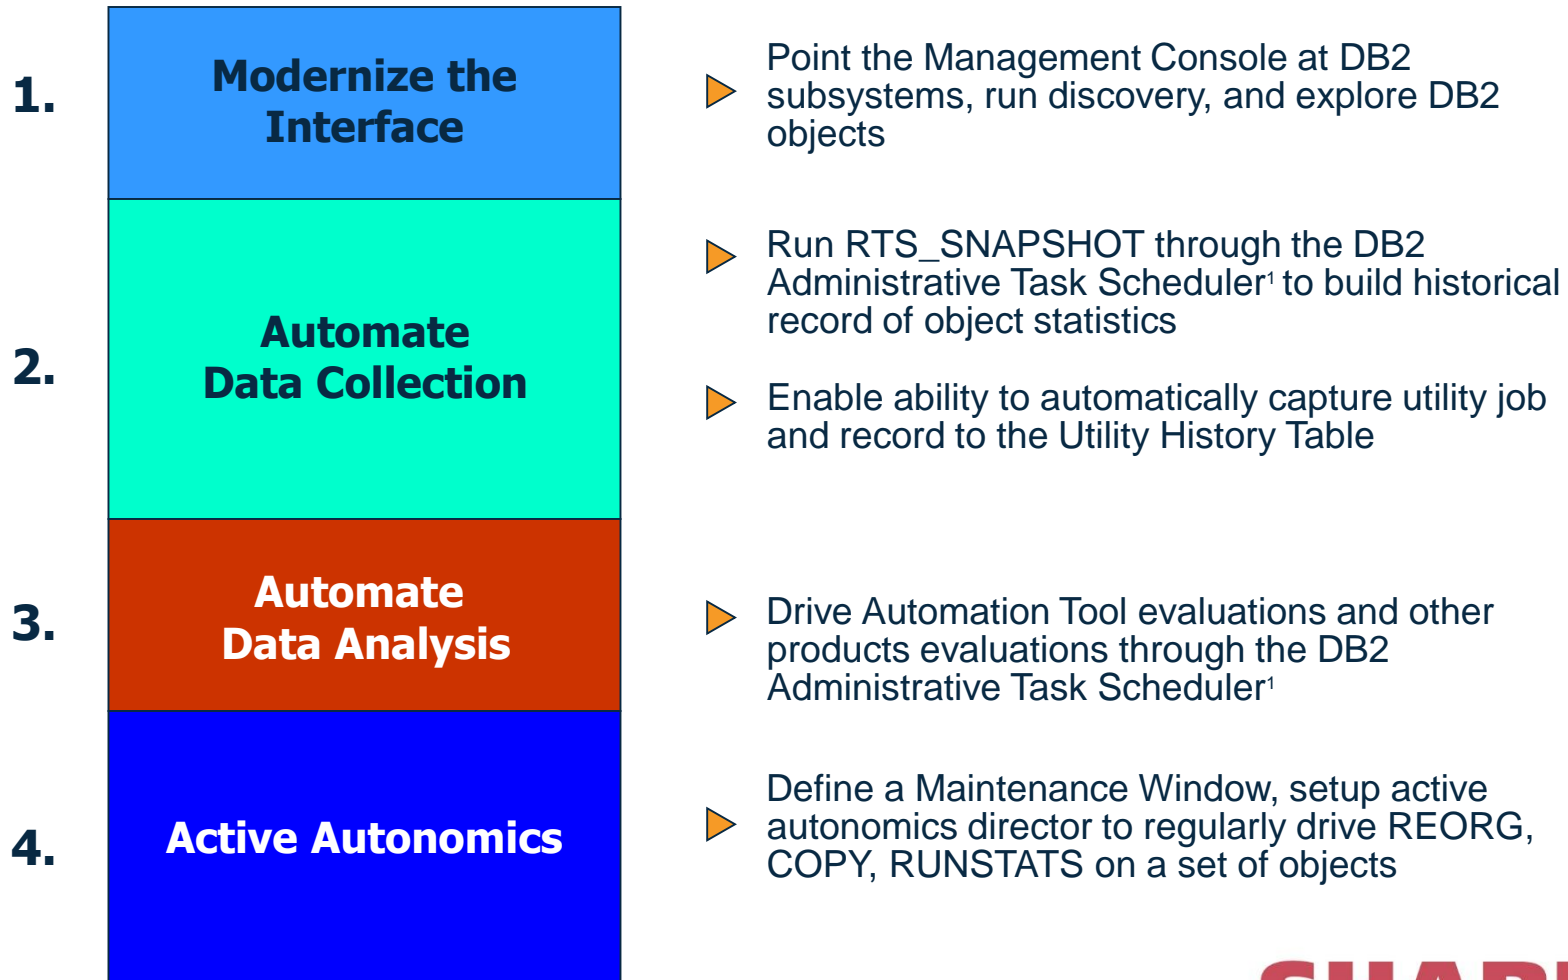 1.
Modernize the
Interface
Point the Management Console at DB2
subsystems, run discovery, and explore DB2
objects
2.
Automate
Data Collection
Run RTS_SNAPSHOT through the DB2
Administrative Task Scheduler¹ to build historical
record of object statistics
Enable ability to automatically capture utility job
and record to the Utility History Table
3.
Automate
Data Analysis
Drive Automation Tool evaluations and other
products evaluations through the DB2
Administrative Task Scheduler¹
4.
Active Autonomics
Define a Maintenance Window, setup active
autonomics director to regularly drive REORG,
COPY, RUNSTATS on a set of objects